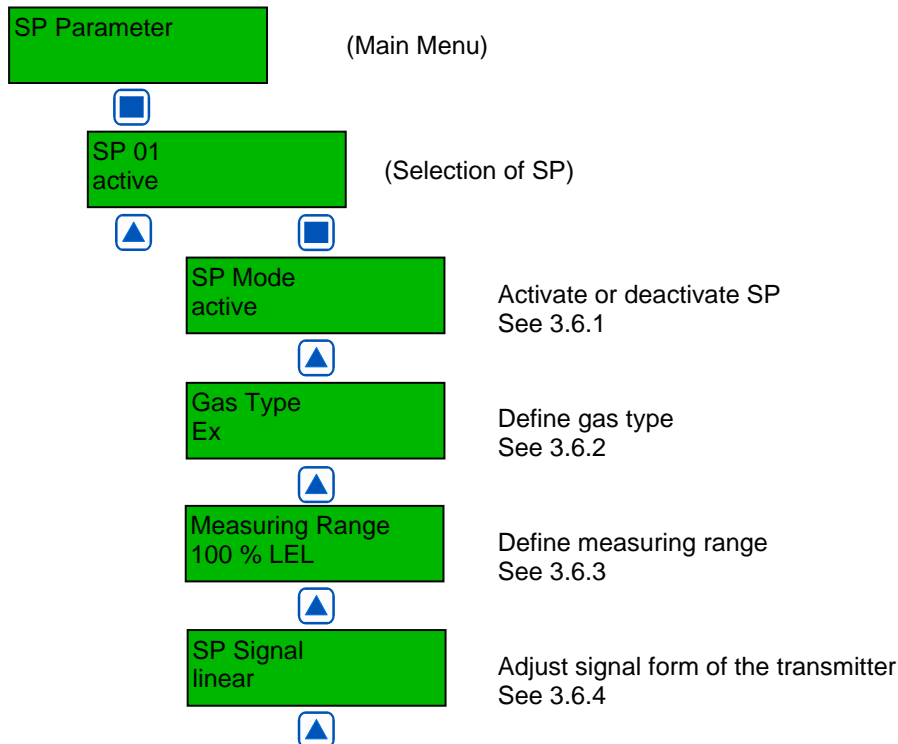 SP Parameter
(Main Menu)
SP 01
active
(Selection of SP)
SP Mode
active
Activate or deactivate SP
See 3.6.1
Gas Type
Ex
Define gas type
See 3.6.2
Measuring Range
100 % LEL
Define measuring range
See 3.6.3
SP Signal
linear
Adjust signal form of the transmitter
See 3.6.4